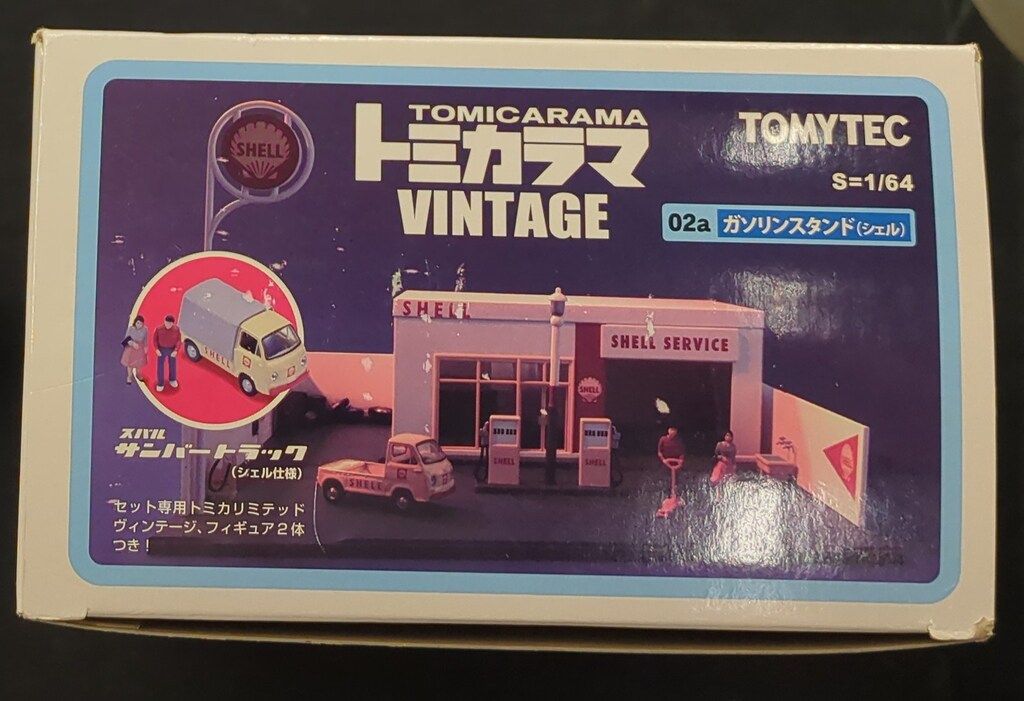 TOMICARAMA
トミカラマ
VINTAGE
TOMYTEC
S=1/64
02a ガソリンスタンド(シェル)
SHELL
SHELL
SHELL SERVICE
SHELL
SHELL
SHELL
SHELL
SHELL
スバル
サンバートラック
(シェル仕様)
セット専用トミカリミテッド
ヴィンテージ、フィギュア2体
つき!